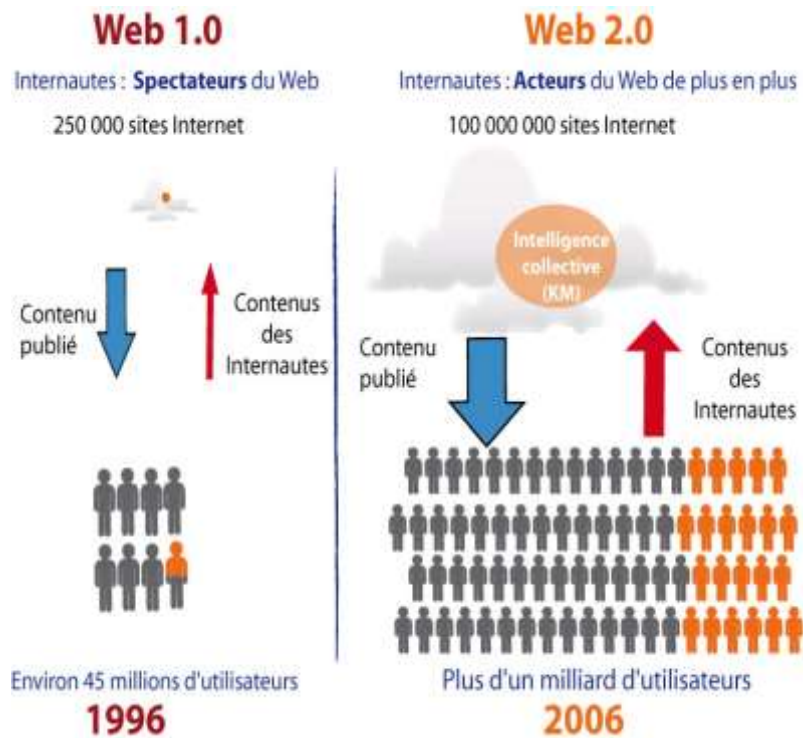 Web 1.0
Internautes : Spectateurs du Web
250 000 sites Internet
Contenu
publié
Contenus
des
Internautes
Environ 45 millions d'utilisateurs
1996
Web 2.0
Internautes : Acteurs du Web de plus en plus
100 000 000 sites Internet
Intelligence
collective
(KM)
Contenu
publié
Contenus
des
Internautes
Plus d'un milliard d'utilisateurs
2006